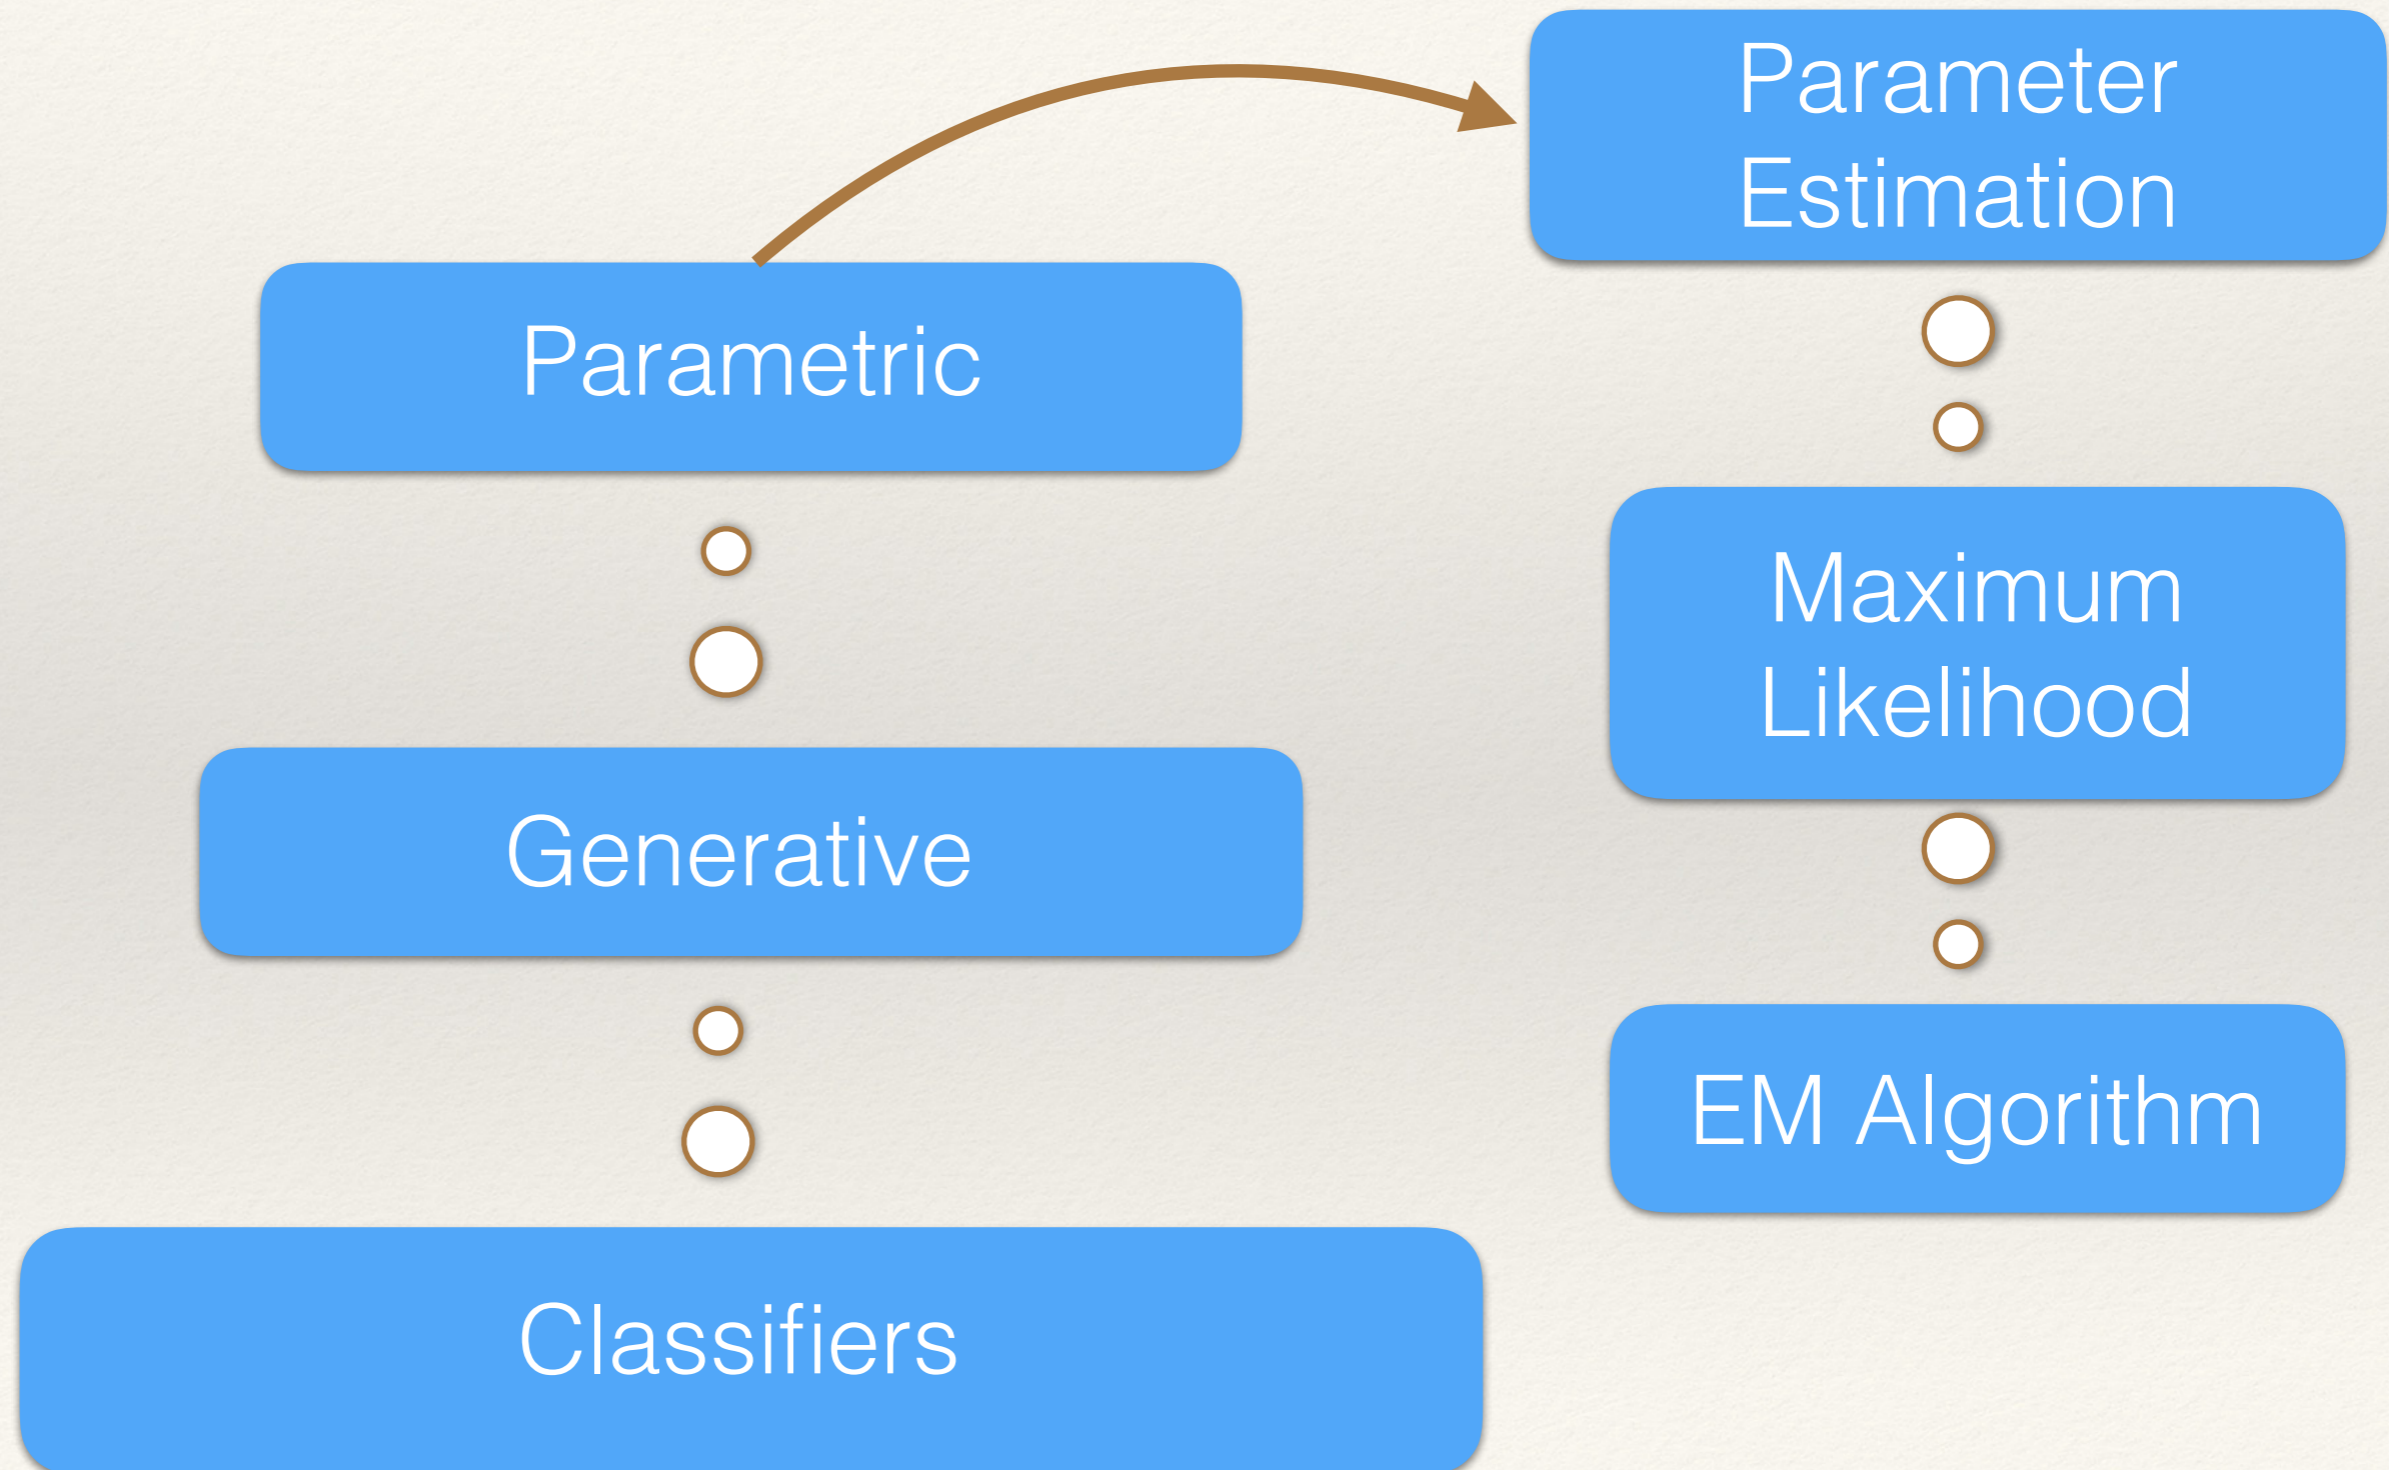 Parameter
Estimation
Parametric
Maximum
Likelihood
Generative
EM Algorithm
Classifiers